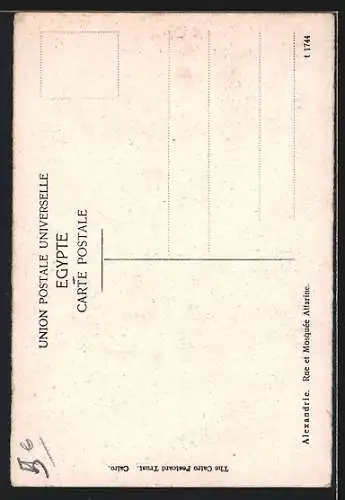 UNION POSTALE UNIVERSELLE
EGYPTE
CARTE POSTALE
The Cairo Postcard Trust. Cairo.
Alexandrie. Rue et Mosquée Attarine.
t 1744